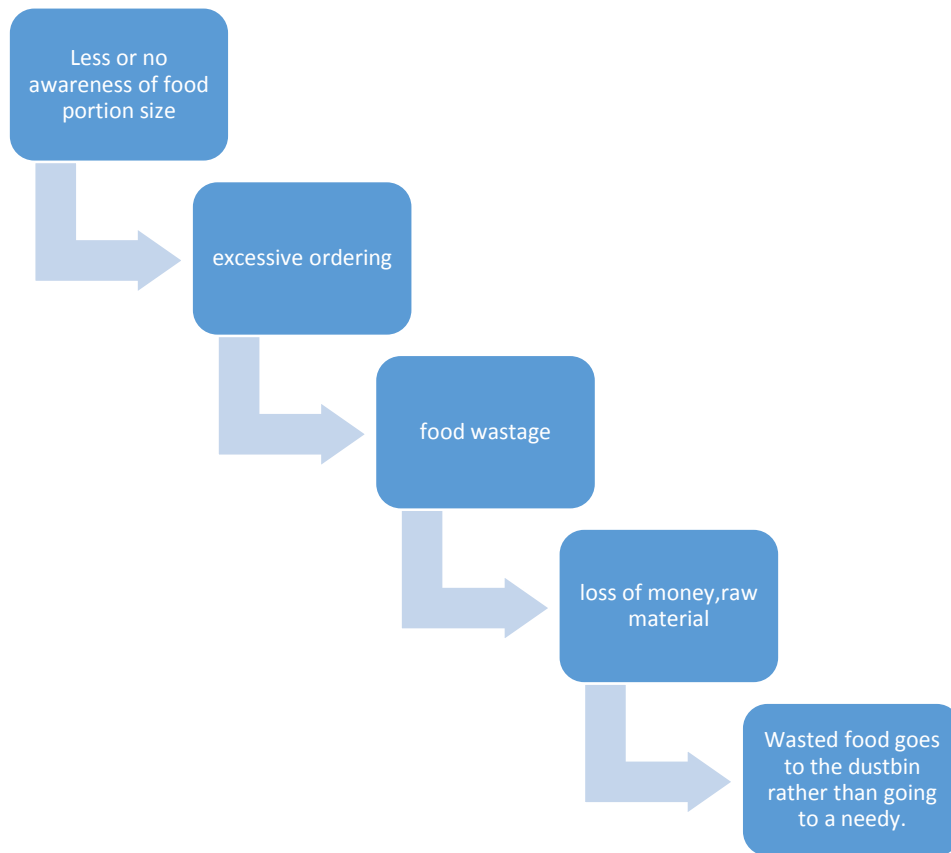 Less or no
awareness of food
portion size
excessive ordering
food wastage
loss of money,raw
material
Wasted food goes
to the dustbin
rather than going
to a needy.